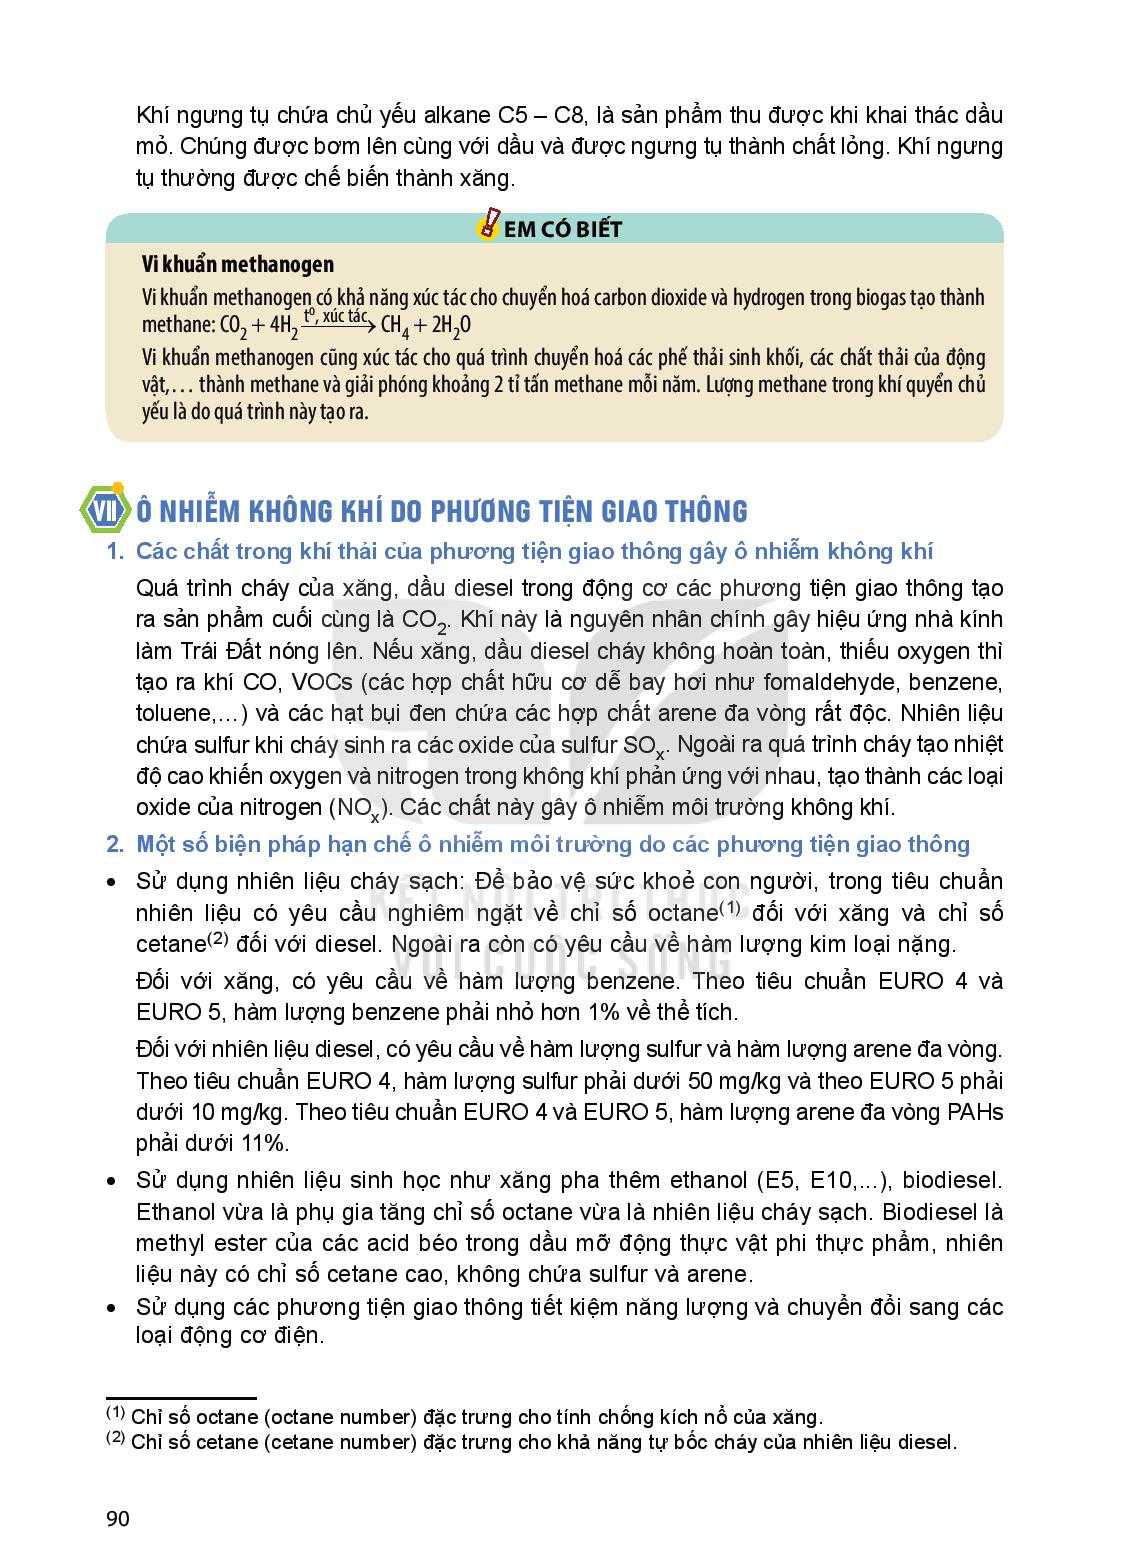 Khí ngưng tụ chứa chủ yếu alkane C5 – C8, là sản phẩm thu được khi khai thác dầu
mỏ. Chúng được bơm lên cùng với dầu và được ngưng tụ thành chất lỏng. Khí ngưng
tụ thường được chế biến thành xăng.
EM CÓ BIẾT
Vi khuẩn methanogen
Vi khuẩn methanogen có khả năng xúc tác cho chuyển hoá carbon dioxide và hydrogen trong biogas tạo thành
methane: CO₂ + 4H₂ —t⁰, xúc tác→ CH₄ + 2H₂O
Vi khuẩn methanogen cũng xúc tác cho quá trình chuyển hoá các phế thải sinh khối, các chất thải của động
vật,… thành methane và giải phóng khoảng 2 tỉ tấn methane mỗi năm. Lượng methane trong khí quyển chủ
yếu là do quá trình này tạo ra.
VII Ô NHIỄM KHÔNG KHÍ DO PHƯƠNG TIỆN GIAO THÔNG
1. Các chất trong khí thải của phương tiện giao thông gây ô nhiễm không khí
Quá trình cháy của xăng, dầu diesel trong động cơ các phương tiện giao thông tạo
ra sản phẩm cuối cùng là CO₂. Khí này là nguyên nhân chính gây hiệu ứng nhà kính
làm Trái Đất nóng lên. Nếu xăng, dầu diesel cháy không hoàn toàn, thiếu oxygen thì
tạo ra khí CO, VOCs (các hợp chất hữu cơ dễ bay hơi như fomaldehyde, benzene,
toluene,...) và các hạt bụi đen chứa các hợp chất arene đa vòng rất độc. Nhiên liệu
chứa sulfur khi cháy sinh ra các oxide của sulfur SOₓ. Ngoài ra quá trình cháy tạo nhiệt
độ cao khiến oxygen và nitrogen trong không khí phản ứng với nhau, tạo thành các loại
oxide của nitrogen (NOₓ). Các chất này gây ô nhiễm môi trường không khí.
2. Một số biện pháp hạn chế ô nhiễm môi trường do các phương tiện giao thông
• Sử dụng nhiên liệu cháy sạch: Để bảo vệ sức khoẻ con người, trong tiêu chuẩn
nhiên liệu có yêu cầu nghiêm ngặt về chỉ số octane⁽¹⁾ đối với xăng và chỉ số
cetane⁽²⁾ đối với diesel. Ngoài ra còn có yêu cầu về hàm lượng kim loại nặng.
KẾT NỐI TRI THỨC
VỚI CUỘC SỐNG
Đối với xăng, có yêu cầu về hàm lượng benzene. Theo tiêu chuẩn EURO 4 và
EURO 5, hàm lượng benzene phải nhỏ hơn 1% về thể tích.
Đối với nhiên liệu diesel, có yêu cầu về hàm lượng sulfur và hàm lượng arene đa vòng.
Theo tiêu chuẩn EURO 4, hàm lượng sulfur phải dưới 50 mg/kg và theo EURO 5 phải
dưới 10 mg/kg. Theo tiêu chuẩn EURO 4 và EURO 5, hàm lượng arene đa vòng PAHs
phải dưới 11%.
• Sử dụng nhiên liệu sinh học như xăng pha thêm ethanol (E5, E10,...), biodiesel.
Ethanol vừa là phụ gia tăng chỉ số octane vừa là nhiên liệu cháy sạch. Biodiesel là
methyl ester của các acid béo trong dầu mỡ động thực vật phi thực phẩm, nhiên
liệu này có chỉ số cetane cao, không chứa sulfur và arene.
• Sử dụng các phương tiện giao thông tiết kiệm năng lượng và chuyển đổi sang các
loại động cơ điện.
⁽¹⁾ Chỉ số octane (octane number) đặc trưng cho tính chống kích nổ của xăng.
⁽²⁾ Chỉ số cetane (cetane number) đặc trưng cho khả năng tự bốc cháy của nhiên liệu diesel.
90